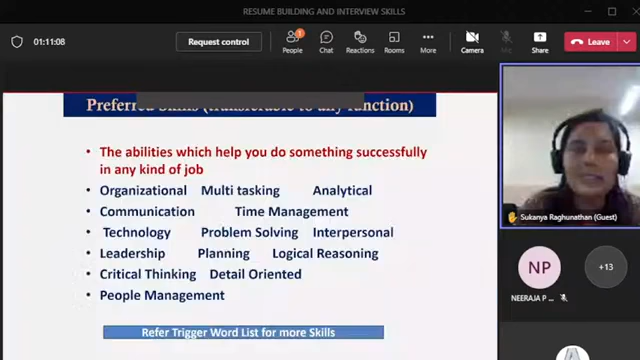 RESUME BUILDING AND INTERVIEW SKILLS
01:11:08
Request control
1
People
Chat
Reactions
Rooms
More
Camera
Mic
Share
Leave
Preferred Skills (transferable to any function)
The abilities which help you do something successfully
in any kind of job
Organizational Multi tasking Analytical
Communication Time Management
Technology Problem Solving Interpersonal
Leadership Planning Logical Reasoning
Critical Thinking Detail Oriented
People Management
Refer Trigger Word List for more Skills
Sukanya Raghunathan (Guest)
NP
NEERAJA P ...
+13